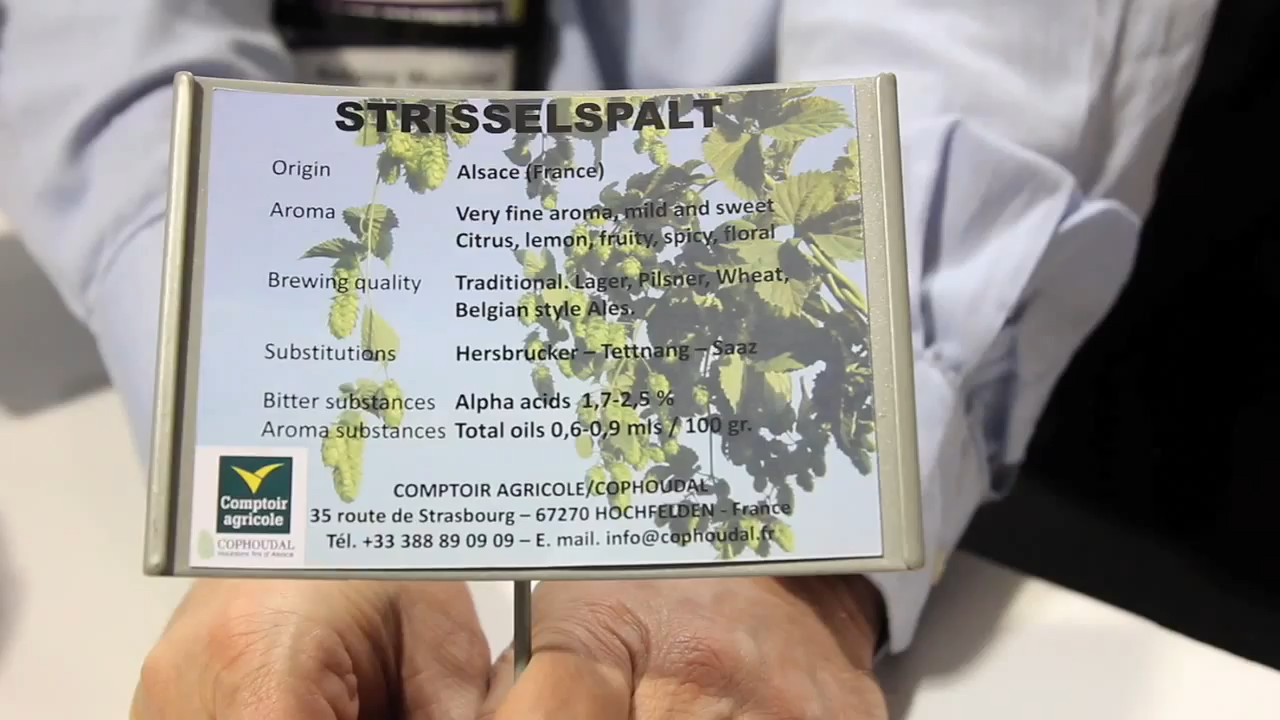 STRISSELSPALT
Origin Alsace (France)
Aroma Very fine aroma, mild and sweet
Citrus, lemon, fruity, spicy, floral
Brewing quality Traditional. Lager, Pilsner, Wheat,
Belgian style Ales.
Substitutions Hersbrucker – Tettnang – Saaz
Bitter substances Alpha acids 1,7-2,5 %
Aroma substances Total oils 0,6-0,9 mls / 100 gr.
COMPTOIR AGRICOLE/COPHOUDAL
35 route de Strasbourg – 67270 HOCHFELDEN - France
Tél. +33 388 89 09 09 – E. mail. info@cophoudal.fr
Comptoir
agricole
COPHOUDAL